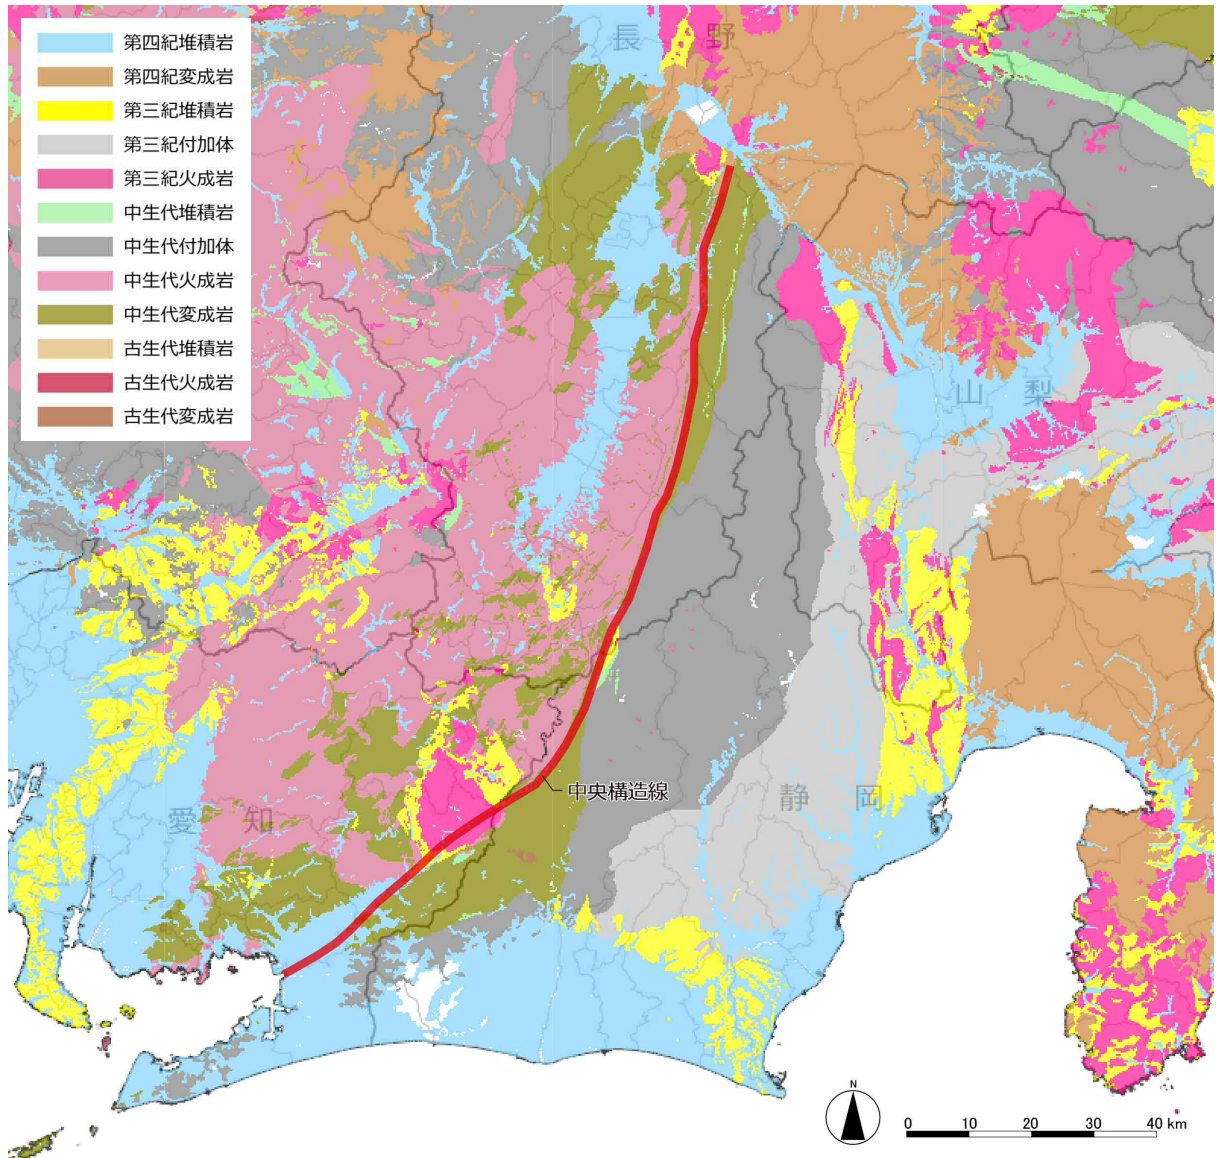 第四紀堆積岩
第四紀変成岩
第三紀堆積岩
第三紀付加体
第三紀火成岩
中生代堆積岩
中生代付加体
中生代火成岩
中生代変成岩
古生代堆積岩
古生代火成岩
古生代変成岩
長 野
山 梨
中央構造線
静 岡
愛 知
N
0 10 20 30 40 km